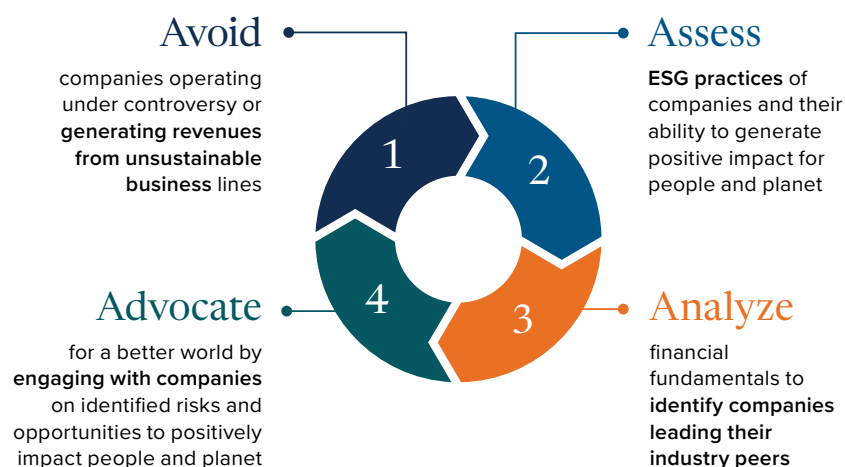 Avoid
companies operating
under controversy or
generating revenues
from unsustainable
business lines
1
Assess
ESG practices of
companies and their
ability to generate
positive impact for
people and planet
2
Analyze
financial
fundamentals to
identify companies
leading their
industry peers
3
Advocate
for a better world by
engaging with companies
on identified risks and
opportunities to positively
impact people and planet
4